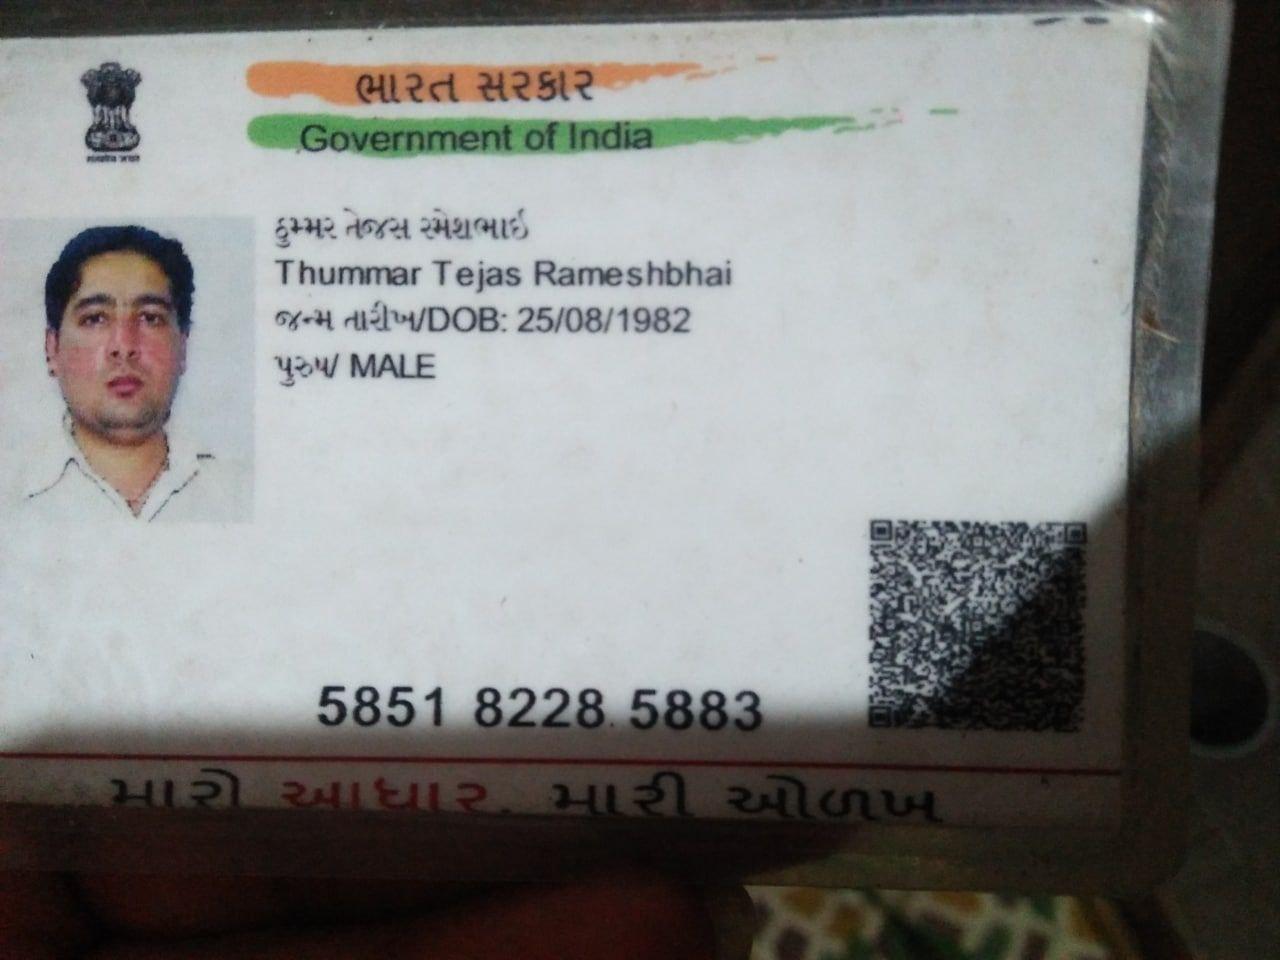 ભારત સરકાર
Government of India
ઠુમ્મર તેજસ રમેશભાઇ
Thummar Tejas Rameshbhai
જન્મ તારીખ/DOB: 25/08/1982
પુરુષ/ MALE
5851 8228 5883
મારો આધાર, મારી ઓળખ